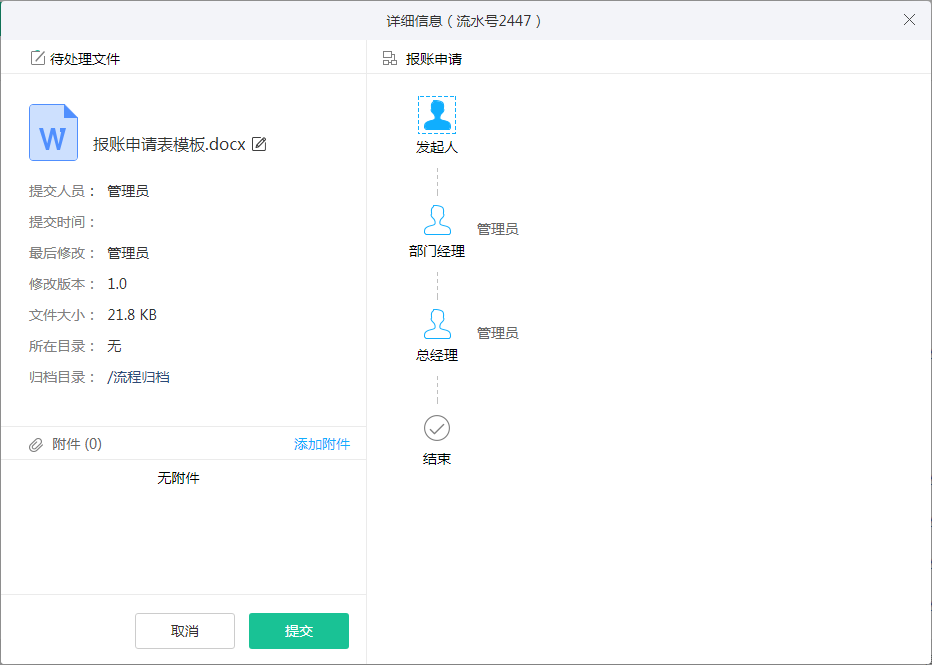 详细信息（流水号2447）
待处理文件
W
报账申请表模板.docx
提交人员： 管理员
提交时间：
最后修改： 管理员
修改版本： 1.0
文件大小： 21.8 KB
所在目录： 无
归档目录： /流程归档
附件 (0) 添加附件
无附件
取消 提交
报账申请
发起人
管理员
部门经理
管理员
总经理
结束